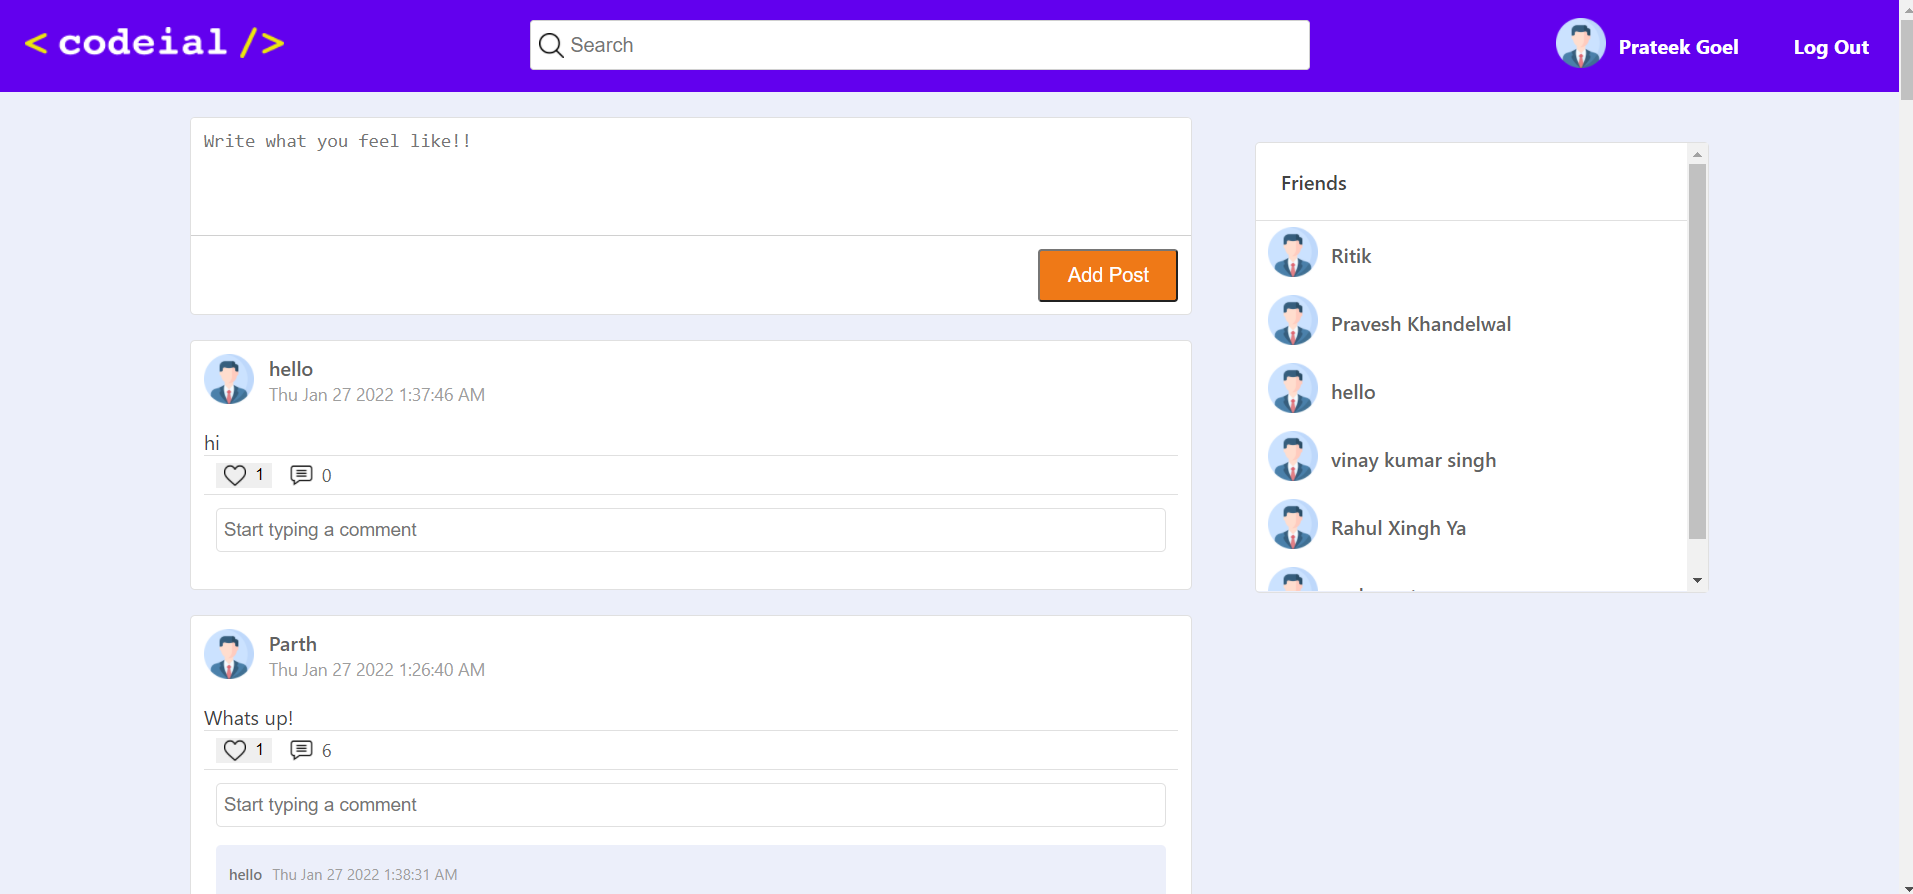 < codeial />
Search
Prateek Goel
Log Out
Write what you feel like!!
Add Post
hello
Thu Jan 27 2022 1:37:46 AM
hi
1
0
Start typing a comment
Parth
Thu Jan 27 2022 1:26:40 AM
Whats up!
1
6
Start typing a comment
hello Thu Jan 27 2022 1:38:31 AM
Friends
Ritik
Pravesh Khandelwal
hello
vinay kumar singh
Rahul Xingh Ya